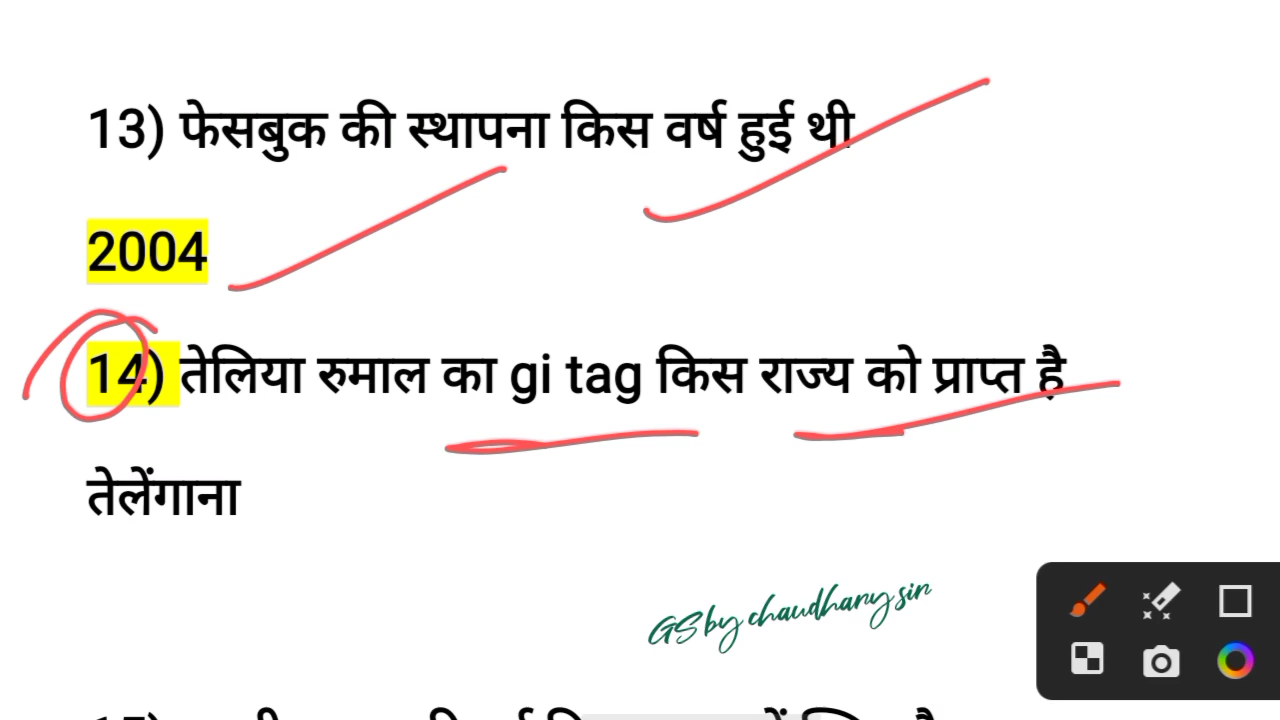 13) फेसबुक की स्थापना किस वर्ष हुई थी
2004
14) तेलिया रुमाल का gi tag किस राज्य को प्राप्त है
तेलेंगाना
GS by chaudhary sir